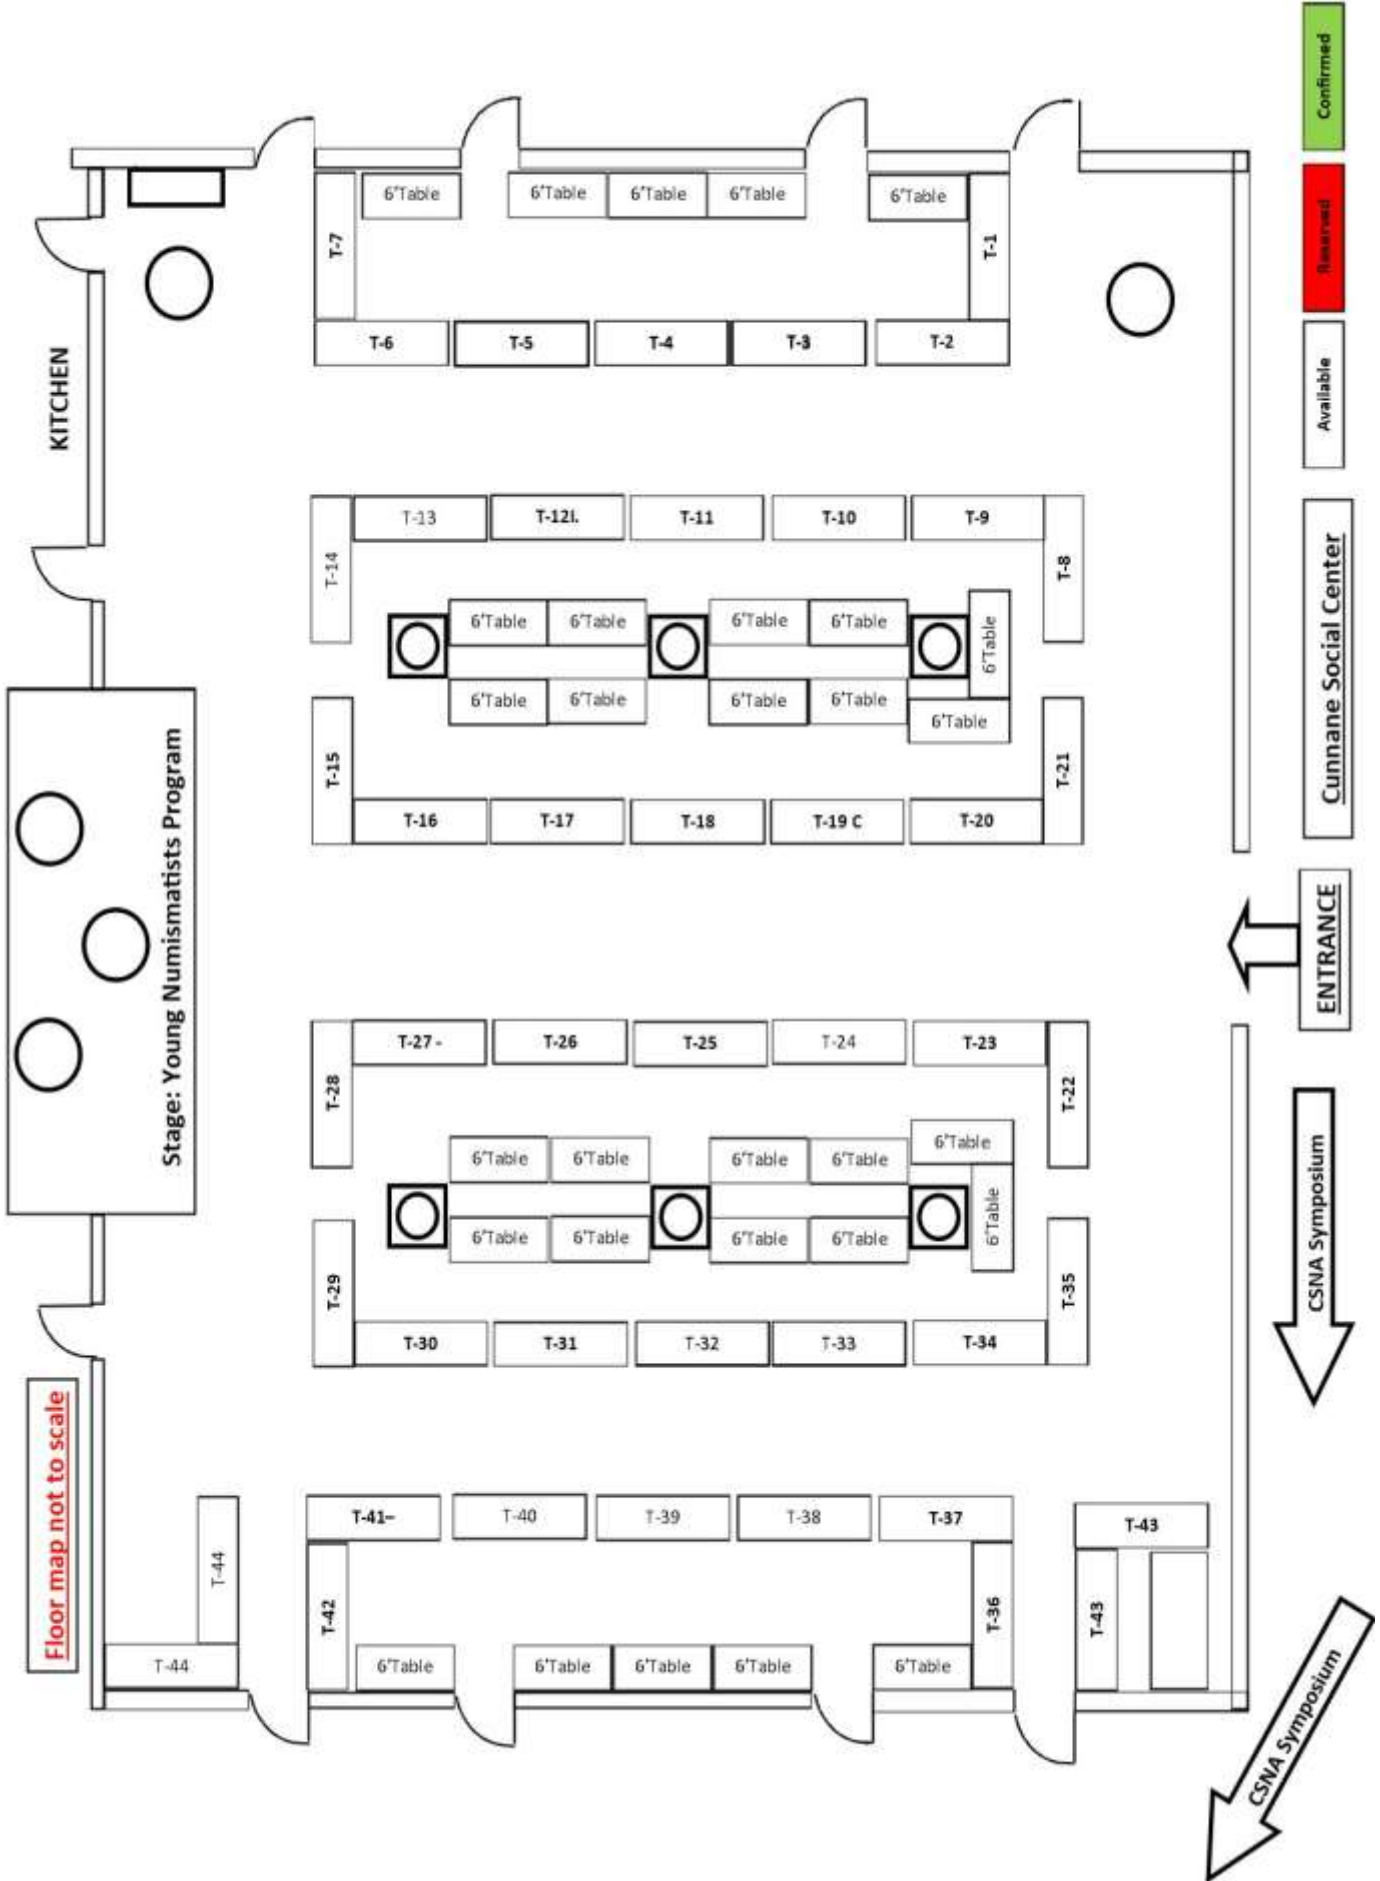 Confirmed
Reserved
Available
Cunnane Social Center
ENTRANCE
CSNA Symposium
CSNA Symposium
KITCHEN
Stage: Young Numismatists Program
Floor map not to scale
6'Table
6'Table
6'Table
6'Table
6'Table
T-7
T-1
T-6
T-5
T-4
T-3
T-2
T-13
T-12I.
T-11
T-10
T-9
T-14
T-8
6'Table
6'Table
6'Table
6'Table
6'Table
6'Table
6'Table
6'Table
6'Table
6'Table
T-15
T-21
T-16
T-17
T-18
T-19 C
T-20
T-27 -
T-26
T-25
T-24
T-23
T-28
T-22
6'Table
6'Table
6'Table
6'Table
6'Table
6'Table
6'Table
6'Table
6'Table
6'Table
T-29
T-35
T-30
T-31
T-32
T-33
T-34
T-41–
T-40
T-39
T-38
T-37
T-43
T-44
T-42
T-36
T-43
T-44
6'Table
6'Table
6'Table
6'Table
6'Table